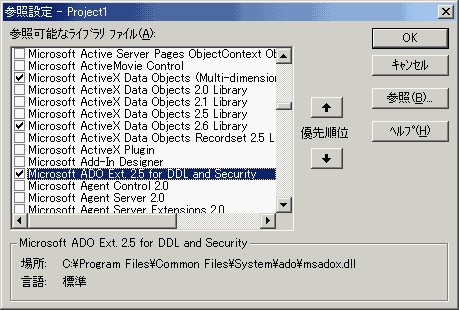 参照設定 - Project1
参照可能なライブラリ ファイル(A):
Microsoft Active Server Pages ObjectContext Ob
Microsoft ActiveMovie Control
Microsoft ActiveX Data Objects (Multi-dimension
Microsoft ActiveX Data Objects 2.0 Library
Microsoft ActiveX Data Objects 2.1 Library
Microsoft ActiveX Data Objects 2.5 Library
Microsoft ActiveX Data Objects 2.6 Library
Microsoft ActiveX Data Objects Recordset 2.5 L
Microsoft ActiveX Plugin
Microsoft Add-In Designer
Microsoft ADO Ext. 2.5 for DDL and Security
Microsoft Agent Control 2.0
Microsoft Agent Server 2.0
Microsoft Agent Server Extensions 2.0
優先順位
OK
キャンセル
参照(B)...
ヘルプ(H)
Microsoft ADO Ext. 2.5 for DDL and Security
場所: C:¥Program Files¥Common Files¥System¥ado¥msadox.dll
言語: 標準